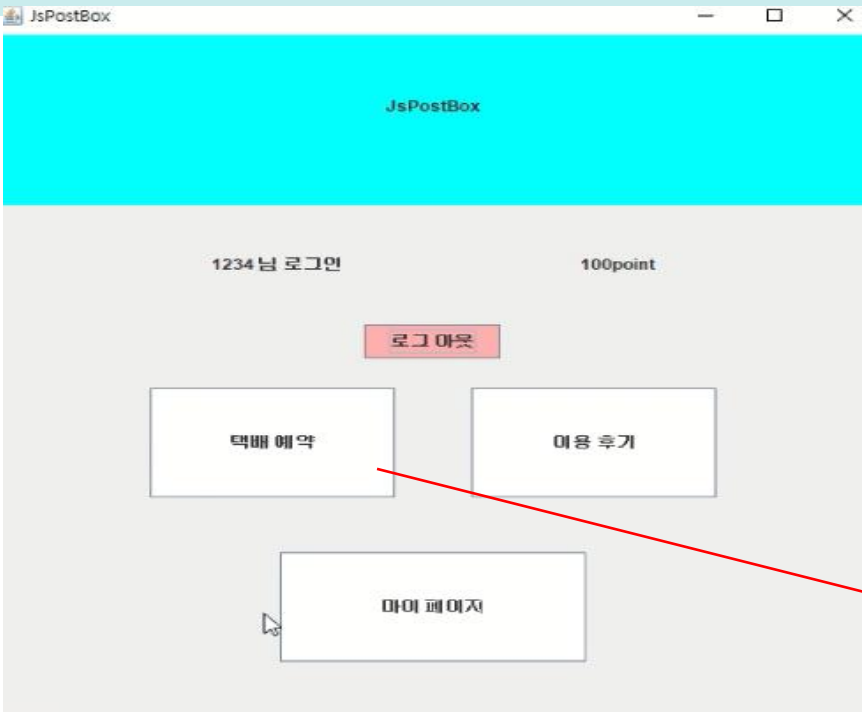 JsPostBox
JsPostBox
1234님 로그인
100point
로그 아웃
택배 예약
이용 후기
마이 페이지